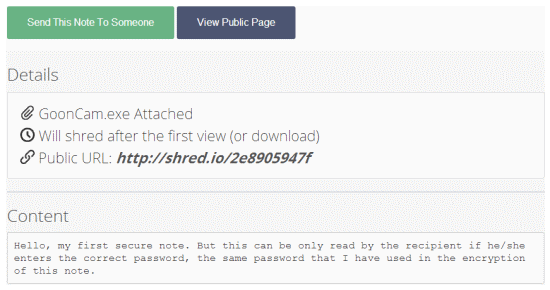 Send This Note To Someone
View Public Page
Details
GoonCam.exe Attached
Will shred after the first view (or download)
Public URL: http://shred.io/2e8905947f
Content
Hello, my first secure note. But this can be only read by the recipient if he/she
enters the correct password, the same password that I have used in the encryption
of this note.